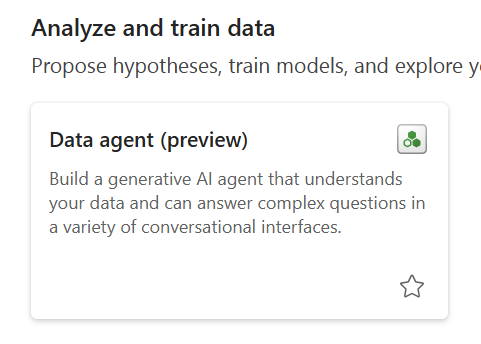 Analyze and train data
Propose hypotheses, train models, and explore
Data agent (preview)
Build a generative AI agent that understands
your data and can answer complex questions in
a variety of conversational interfaces.